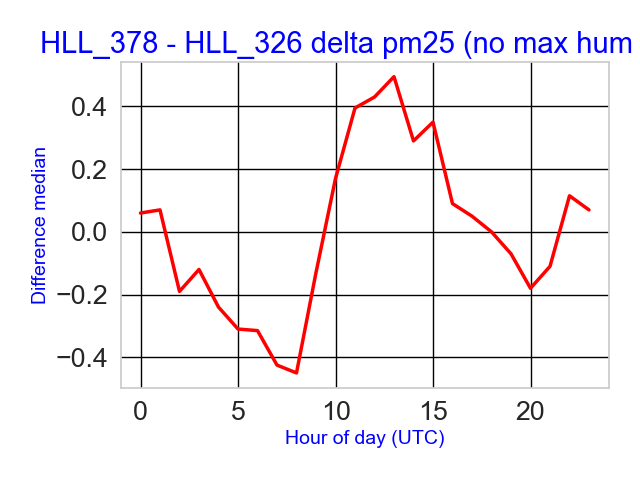 HLL_378 - HLL_326 delta pm25 (no max hum
Difference median
0.4
0.2
0.0
−0.2
−0.4
0 5 10 15 20
Hour of day (UTC)